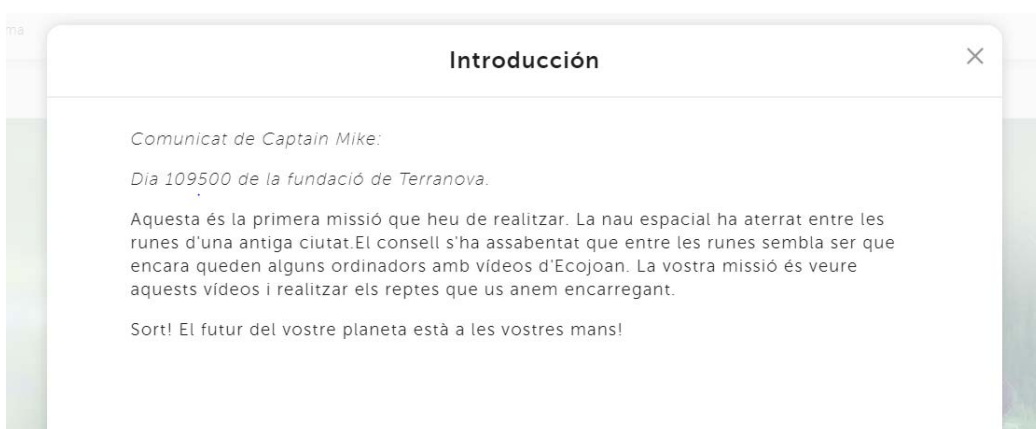 ma
Introducción
Comunicat de Captain Mike:
Dia 109500 de la fundació de Terranova.
Aquesta és la primera missió que heu de realitzar. La nau espacial ha aterrat entre les
runes d'una antiga ciutat.El consell s'ha assabentat que entre les runes sembla ser que
encara queden alguns ordinadors amb vídeos d'Ecojoan. La vostra missió és veure
aquests vídeos i realitzar els reptes que us anem encarregant.
Sort! El futur del vostre planeta està a les vostres mans!